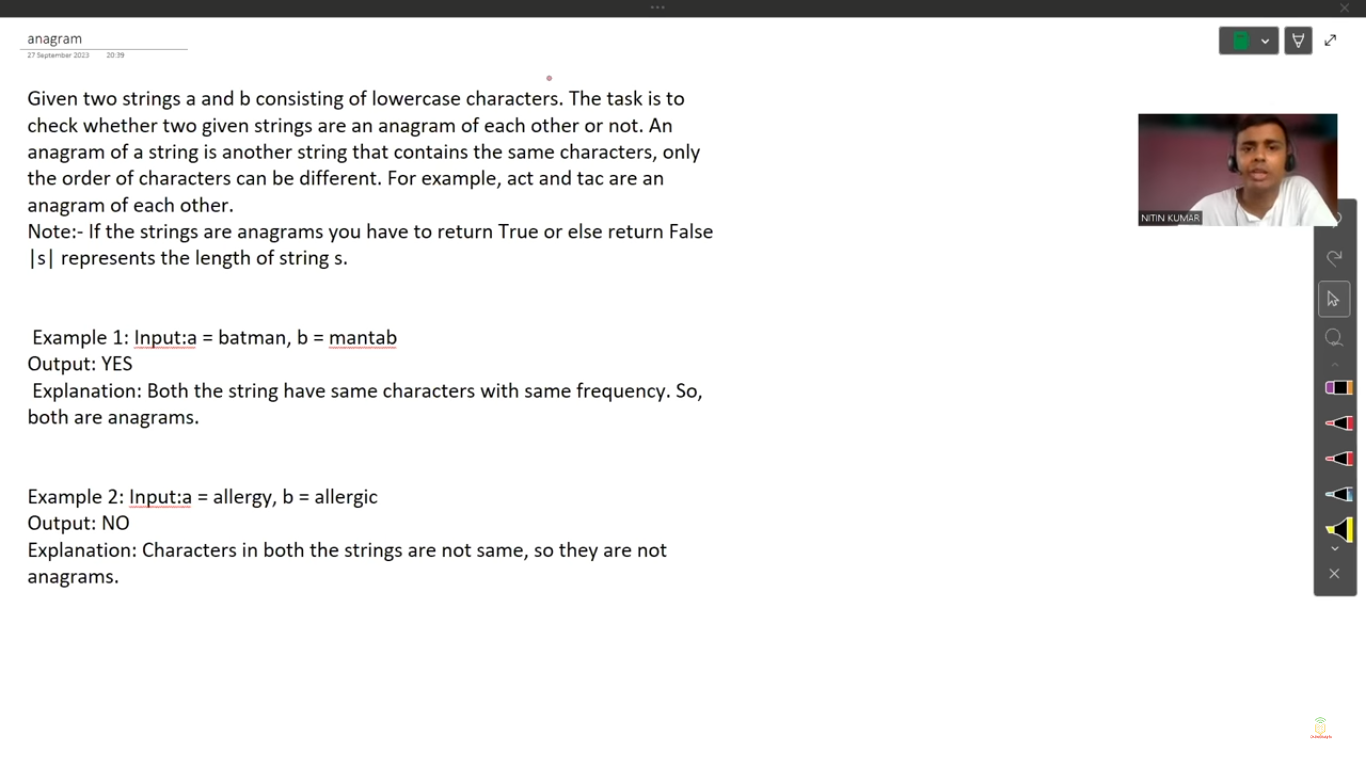 anagram
27 September 2023 20:39
Given two strings a and b consisting of lowercase characters. The task is to
check whether two given strings are an anagram of each other or not. An
anagram of a string is another string that contains the same characters, only
the order of characters can be different. For example, act and tac are an
anagram of each other.
Note:- If the strings are anagrams you have to return True or else return False
|s| represents the length of string s.
Example 1: Input:a = batman, b = mantab
Output: YES
Explanation: Both the string have same characters with same frequency. So,
both are anagrams.
Example 2: Input:a = allergy, b = allergic
Output: NO
Explanation: Characters in both the strings are not same, so they are not
anagrams.
NITIN KUMAR